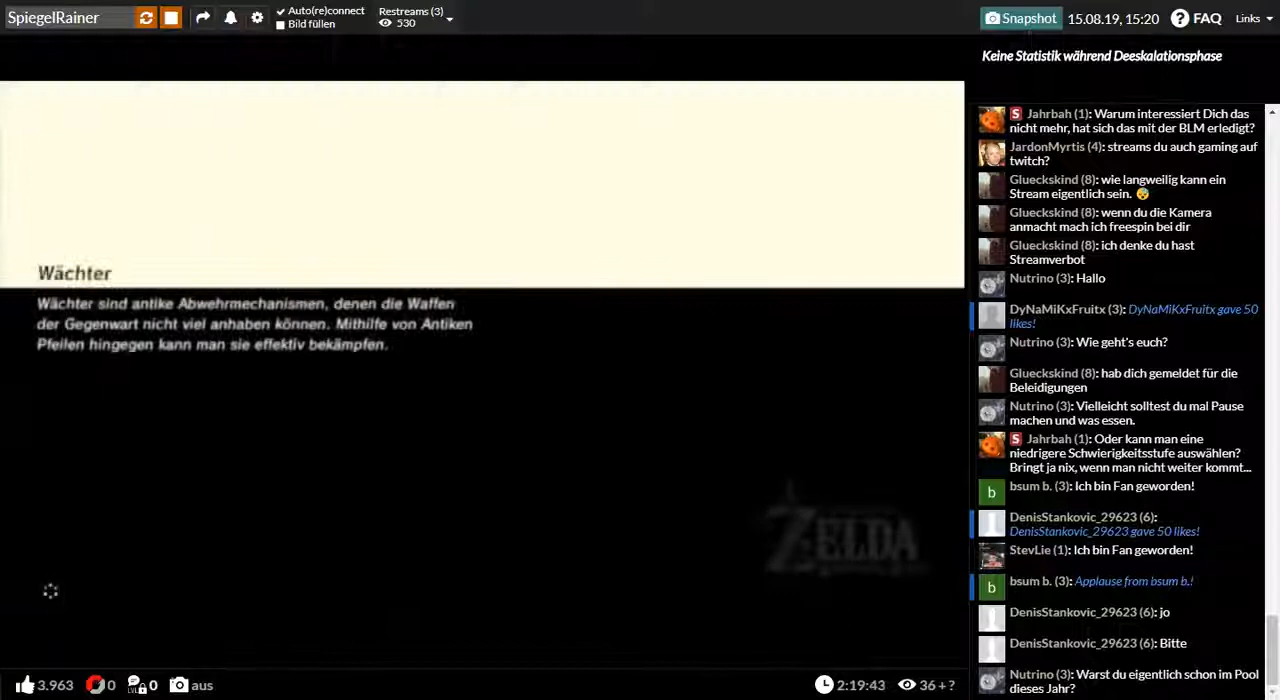 SpiegelRainer
Auto(re)connect
Bild füllen
Restreams (3)
530
Snapshot
15.08.19, 15:20
FAQ
Links
Keine Statistik während Deeskalationsphase
Wächter
Wächter sind antike Abwehrmechanismen, denen die Waffen
der Gegenwart nicht viel anhaben können. Mithilfe von Antiken
Pfeilen hingegen kann man sie effektiv bekämpfen.
ZELDA
S Jahrbah (1): Warum interessiert Dich das
nicht mehr, hat sich das mit der BLM erledigt?
JardonMyrtis (4): streams du auch gaming auf
twitch?
Glueckskind (8): wie langweilig kann ein
Stream eigentlich sein. 😴
Glueckskind (8): wenn du die Kamera
anmacht mach ich freespin bei dir
Glueckskind (8): ich denke du hast
Streamverbot
Nutrino (3): Hallo
DyNaMiKxFruitx (3): DyNaMiKxFruitx gave 50
likes!
Nutrino (3): Wie geht's euch?
Glueckskind (8): hab dich gemeldet für die
Beleidigungen
Nutrino (3): Vielleicht solltest du mal Pause
machen und was essen.
S Jahrbah (1): Oder kann man eine
niedrigere Schwierigkeitsstufe auswählen?
Bringt ja nix, wenn man nicht weiter kommt...
b
bsum b. (3): Ich bin Fan geworden!
DenisStankovic_29623 (6):
DenisStankovic_29623 gave 50 likes!
StevLie (1): Ich bin Fan geworden!
b
bsum b. (3): Applause from bsum b.!
DenisStankovic_29623 (6): jo
DenisStankovic_29623 (6): Bitte
Nutrino (3): Warst du eigentlich schon im Pool
dieses Jahr?
3.963
0
LVL
0
aus
2:19:43
36 + ?